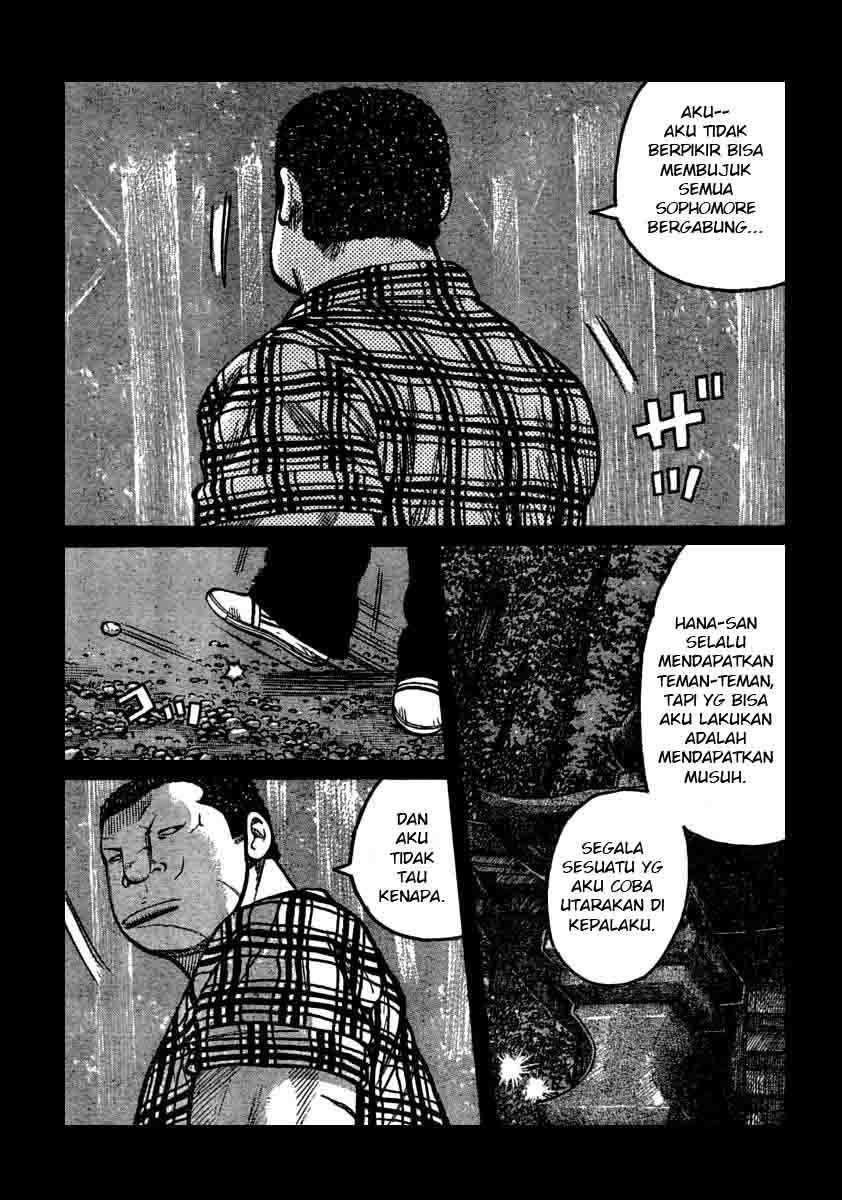 AKU--
AKU TIDAK
BERPIKIR BISA
MEMBUJUK
SEMUA
SOPHOMORE
BERGABUNG...
ザッ
HANA-SAN
SELALU
MENDAPATKAN
TEMAN-TEMAN,
TAPI YG BISA
AKU LAKUKAN
ADALAH
MENDAPATKAN
MUSUH.
SEGALA
SESUATU YG
AKU COBA
UTARAKAN DI
KEPALAKU.
DAN
AKU
TIDAK
TAU
KENAPA.